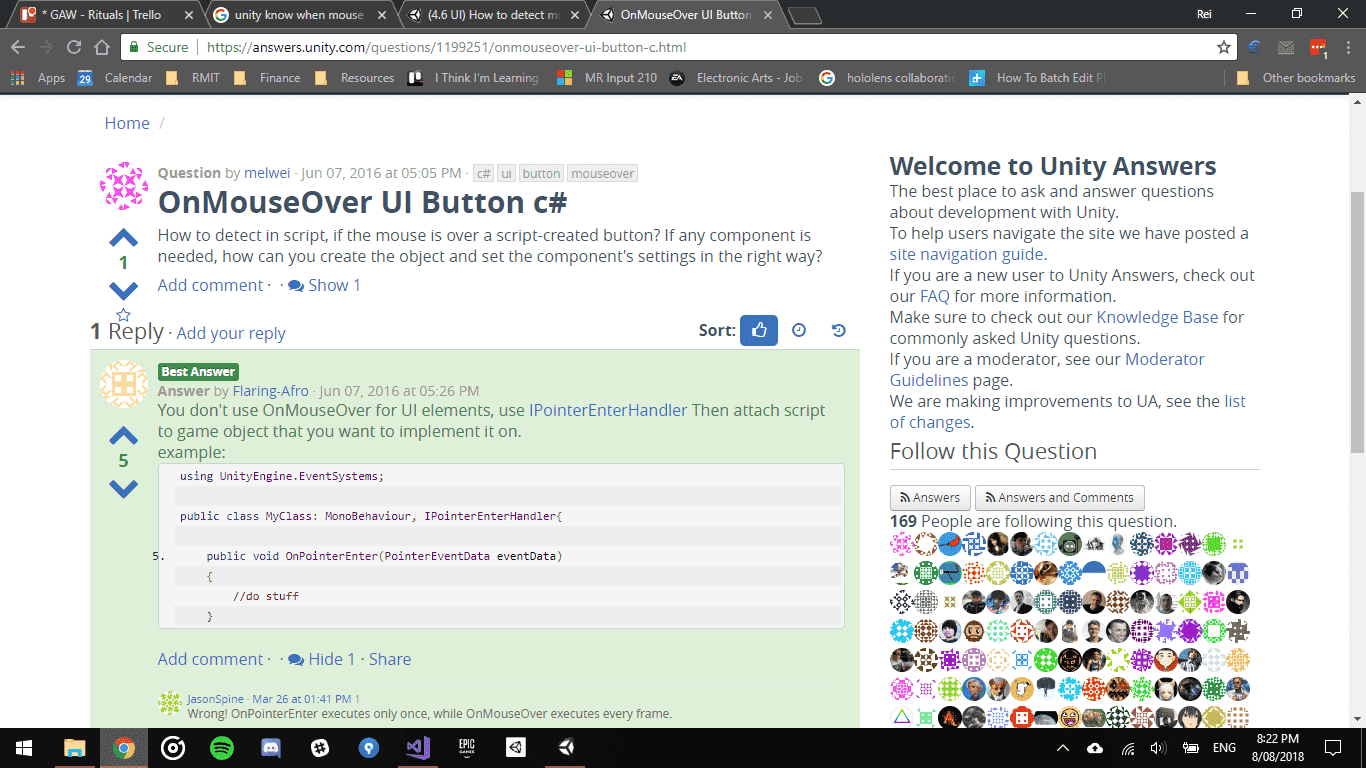 * GAW - Rituals | Trello
unity know when mouse
(4.6 UI) How to detect mo
OnMouseOver UI Button
Rei
Secure
https://answers.unity.com/questions/1199251/onmouseover-ui-button-c.html
1
Apps
29
Calendar
RMIT
Finance
Resources
I Think I'm Learning
MR Input 210
EA
Electronic Arts - Job
hololens collaboratio
How To Batch Edit P
Other bookmarks
Home /
Question by melwei · Jun 07, 2016 at 05:05 PM · c# ui button mouseover
OnMouseOver UI Button c#
How to detect in script, if the mouse is over a script-created button? If any component is
needed, how can you create the object and set the component's settings in the right way?
1
Add comment · · Show 1
1 Reply · Add your reply
Sort:
Best Answer
Answer by Flaring-Afro · Jun 07, 2016 at 05:26 PM
You don't use OnMouseOver for UI elements, use IPointerEnterHandler Then attach script
to game object that you want to implement it on.
example:
5
using UnityEngine.EventSystems;
public class MyClass: MonoBehaviour, IPointerEnterHandler{
5. public void OnPointerEnter(PointerEventData eventData)
{
//do stuff
}
Add comment · · Hide 1 · Share
JasonSpine · Mar 26 at 01:41 PM 1
Wrong! OnPointerEnter executes only once, while OnMouseOver executes every frame.
Welcome to Unity Answers
The best place to ask and answer questions
about development with Unity.
To help users navigate the site we have posted a
site navigation guide.
If you are a new user to Unity Answers, check out
our FAQ for more information.
Make sure to check out our Knowledge Base for
commonly asked Unity questions.
If you are a moderator, see our Moderator
Guidelines page.
We are making improvements to UA, see the list
of changes.
Follow this Question
Answers
Answers and Comments
169 People are following this question.
EPIC
GAMES
ENG
8:22 PM
8/08/2018